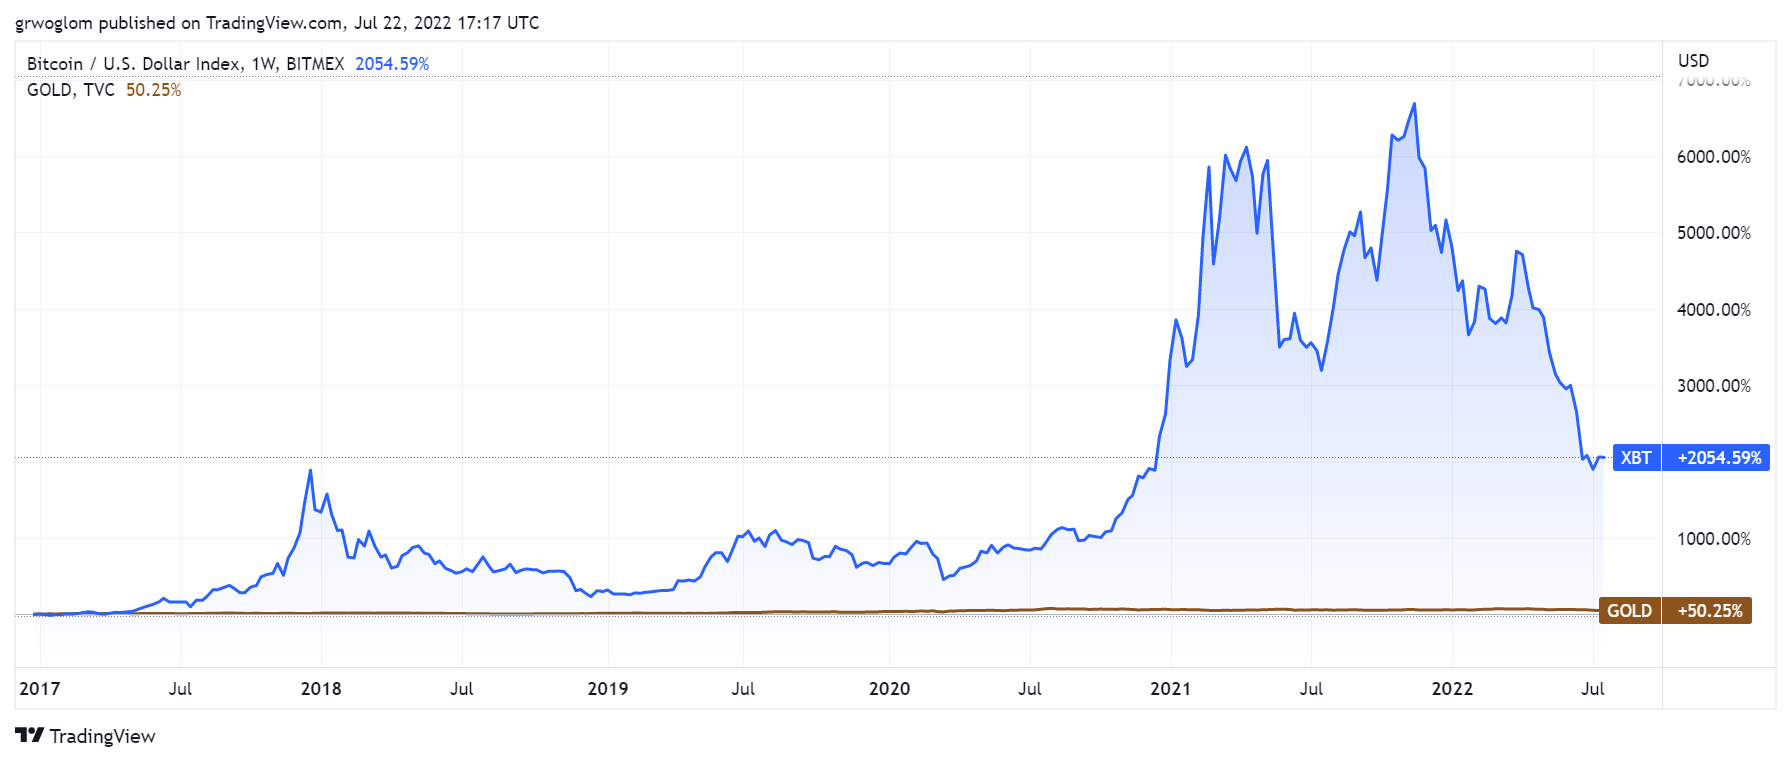 grwoglom published on TradingView.com, Jul 22, 2022 17:17 UTC
Bitcoin / U.S. Dollar Index, 1W, BITMEX 2054.59%
GOLD, TVC 50.25%
USD
7000.00%
6000.00%
5000.00%
4000.00%
3000.00%
XBT +2054.59%
1000.00%
GOLD +50.25%
2017 Jul 2018 Jul 2019 Jul 2020 Jul 2021 Jul 2022 Jul
TradingView